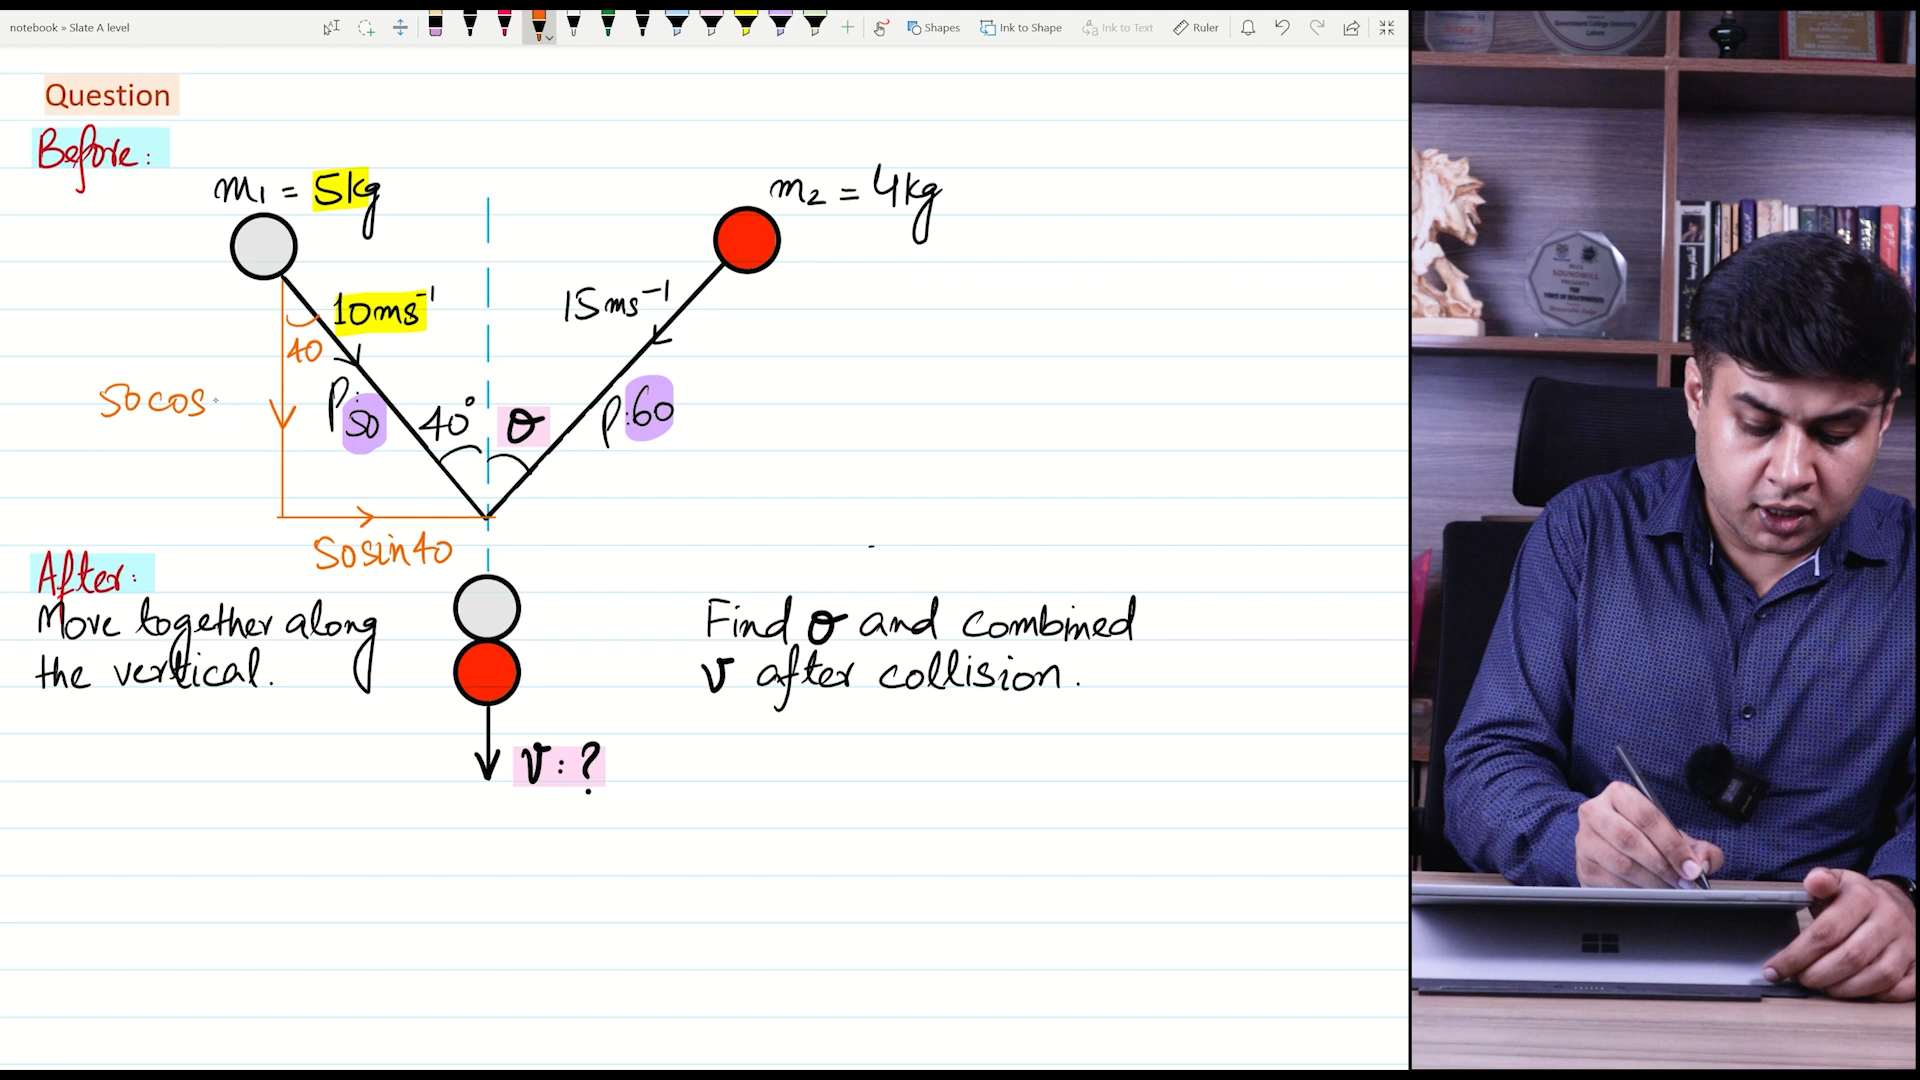 notebook » Slate A level
Shapes
Ink to Shape
Ink to Text
Ruler
Question
Before:
m1 = 5kg
m2 = 4kg
10ms⁻¹
15ms⁻¹
40
50cos
P:50
40°
θ
P:60
50sin40
After:
Move together along
the vertical.
Find θ and combined
v after collision.
v : ?
SOUNDMILL
PRESENTS